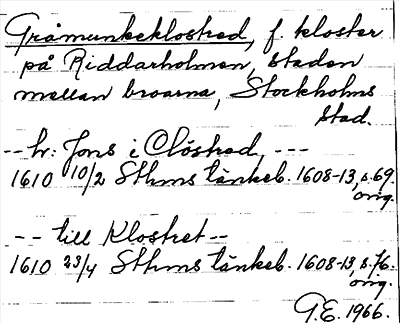 Gråmunkeklostred, f. kloster
på Riddarholmen, staden
mellan broarna, Stockholms
stad.
-- hr: Jons i Clöstred, ---
1610 10/2 Sthms tänkeb. 1608-13, s. 69.
orig.
-- till Klostret --
1610 23/4 Sthms tänkeb. 1608-13, s. 76.
orig.
G.E. 1966.